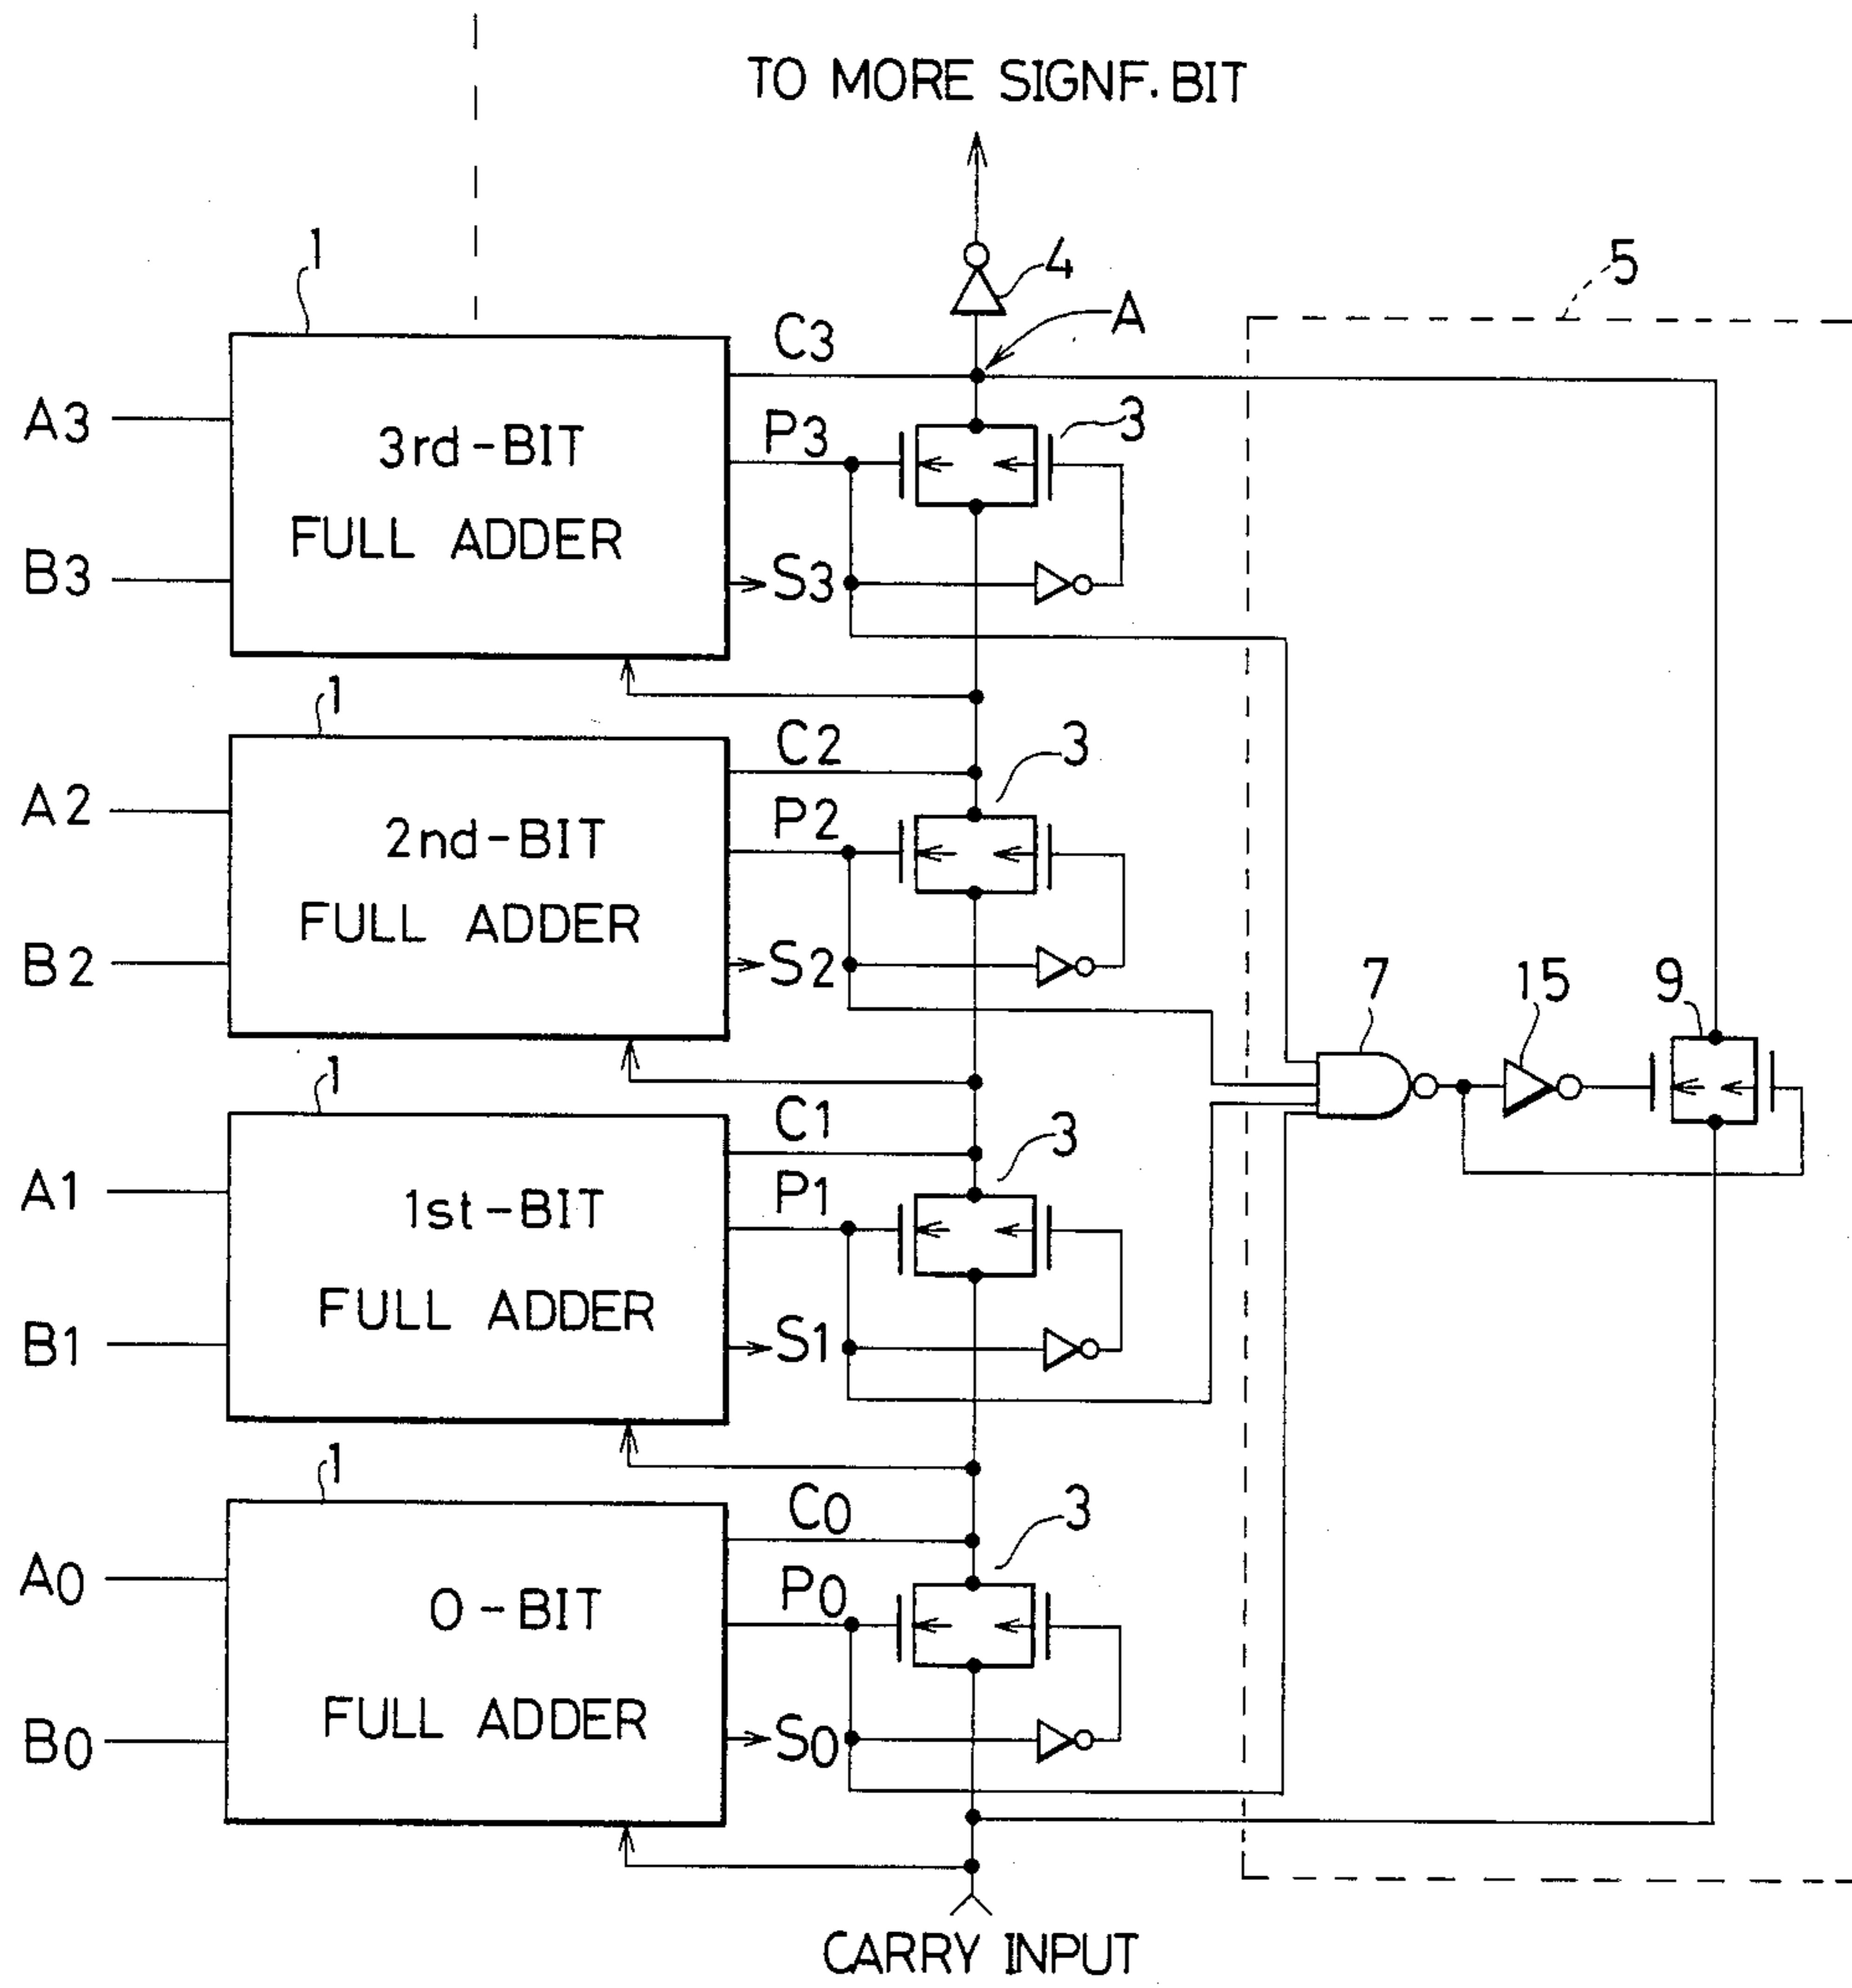 TO MORE SIGNF. BIT
1
4
A
5
C3
A3
3rd-BIT
FULL ADDER
P3
3
B3
S3
1
C2
3
A2
2nd-BIT
FULL ADDER
P2
B2
S2
7
15
9
1
C1
3
A1
1st-BIT
FULL ADDER
P1
B1
S1
1
C0
3
A0
0-BIT
FULL ADDER
P0
B0
S0
CARRY INPUT